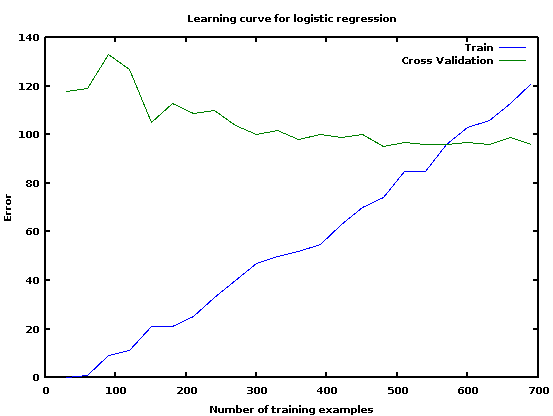 Learning curve for logistic regression
140
120
100
80
60
40
20
0
Train
Cross Validation
Error
0 100 200 300 400 500 600 700
Number of training examples